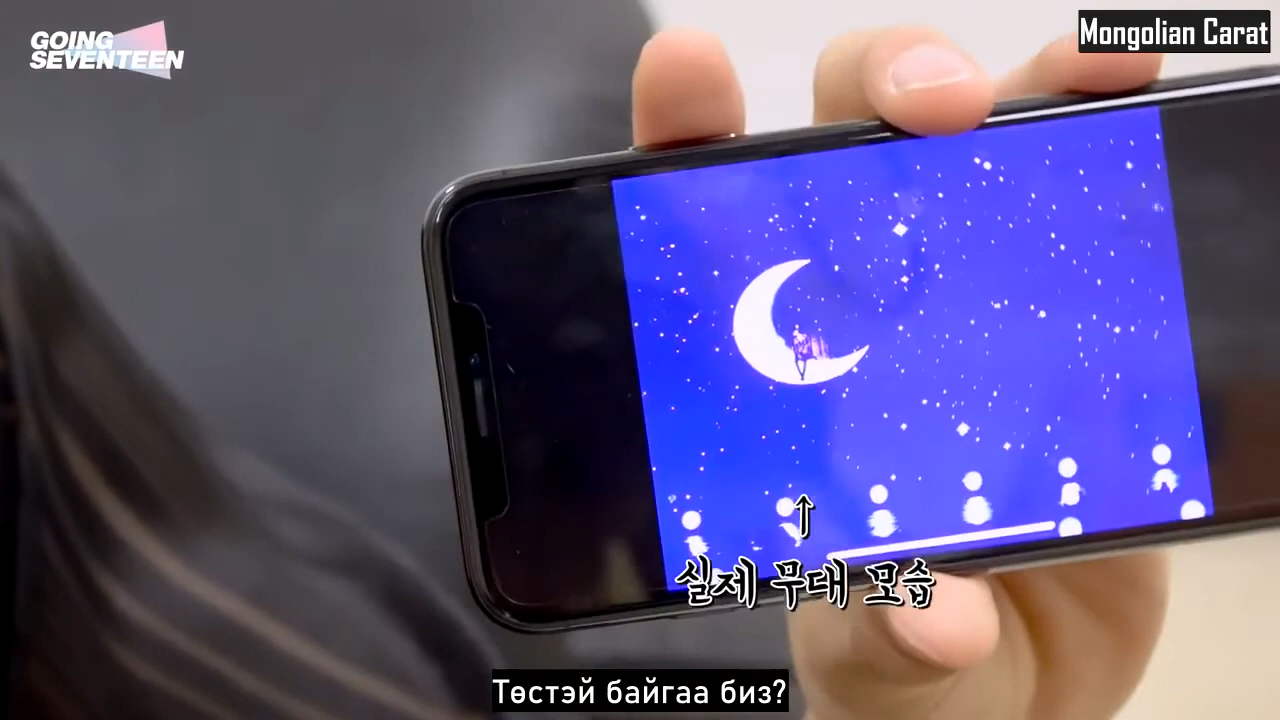 GOING
SEVENTEEN
Mongolian Carat
↑
실제 무대 모습
Төстэй байгаа биз?